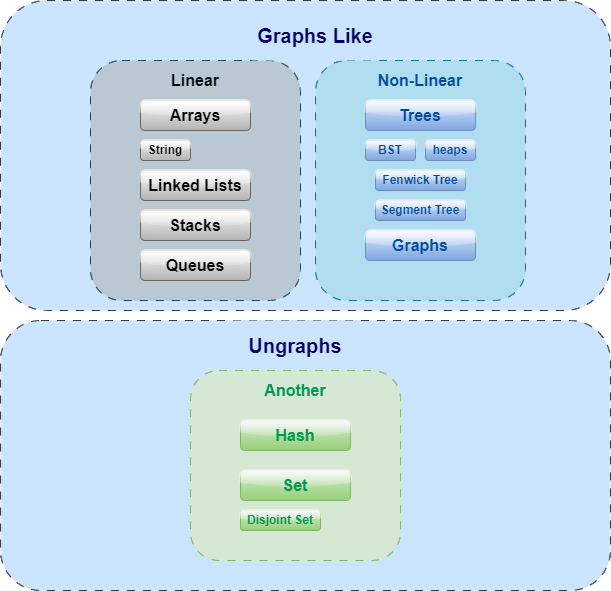 Graphs Like
Linear
Arrays
String
Linked Lists
Stacks
Queues
Non-Linear
Trees
BST
heaps
Fenwick Tree
Segment Tree
Graphs
Ungraphs
Another
Hash
Set
Disjoint Set